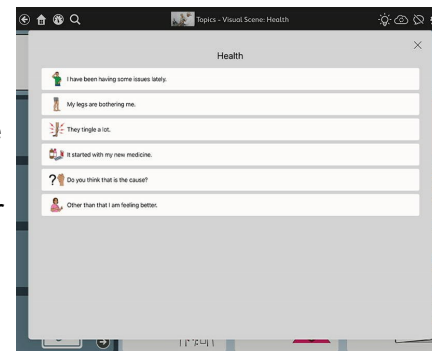 Topics - Visual Scene: Health
Health
I have been having some issues lately.
My legs are bothering me.
They tingle a lot.
It started with my new medicine.
Do you think that is the cause?
Other than that I am feeling better.